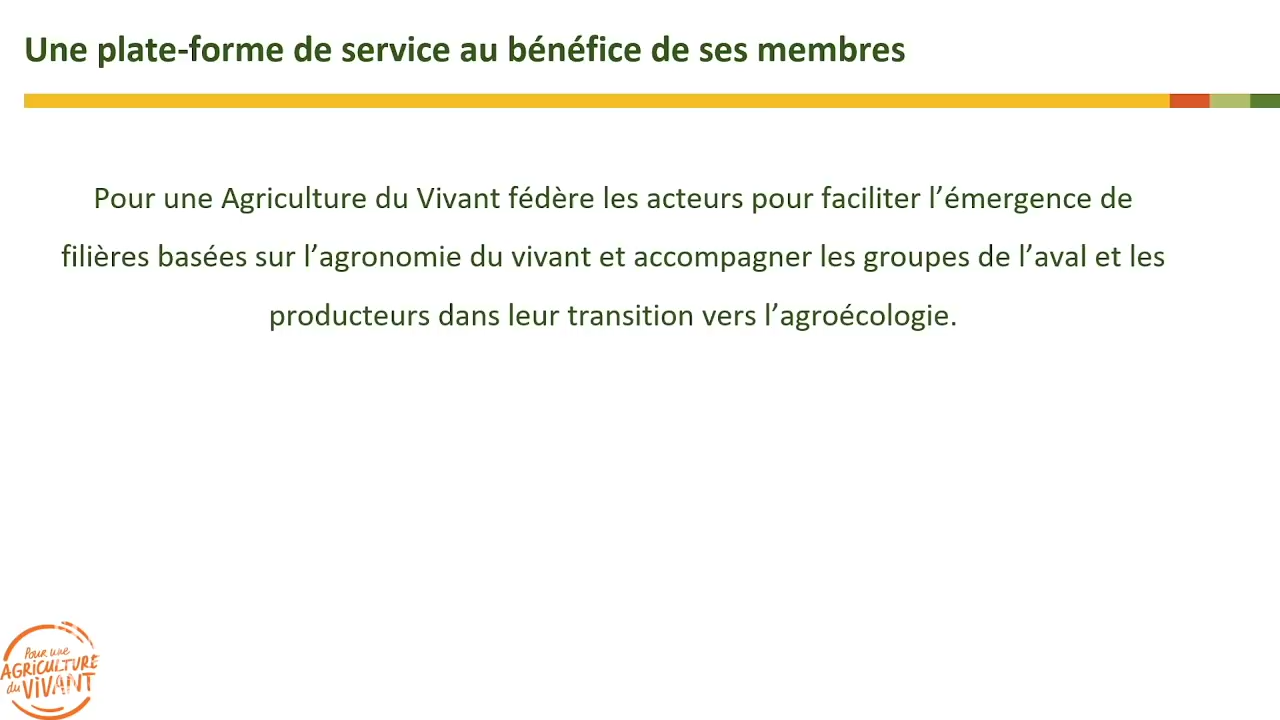 Une plate-forme de service au bénéfice de ses membres
Pour une Agriculture du Vivant fédère les acteurs pour faciliter l’émergence de
filières basées sur l’agronomie du vivant et accompagner les groupes de l’aval et les
producteurs dans leur transition vers l’agroécologie.
Pour une
AGRICULTURE
du VIVANT